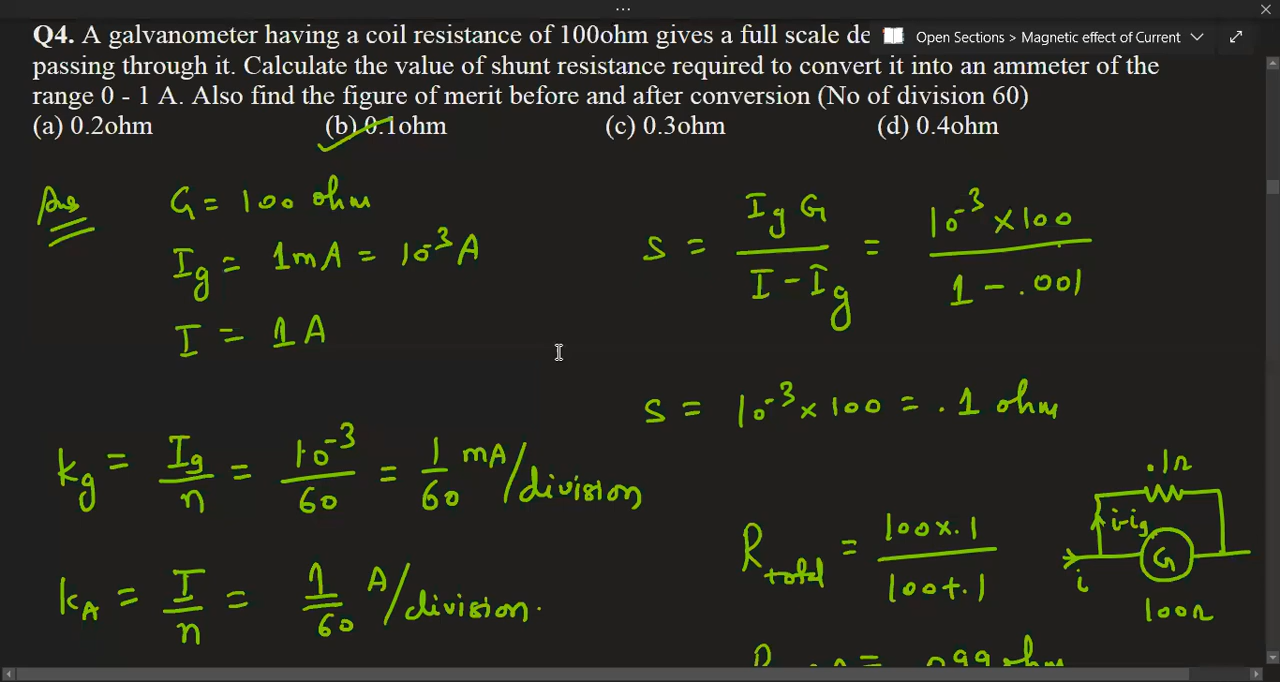 Q4. A galvanometer having a coil resistance of 100ohm gives a full scale de
Open Sections > Magnetic effect of Current
passing through it. Calculate the value of shunt resistance required to convert it into an ammeter of the
range 0 - 1 A. Also find the figure of merit before and after conversion (No of division 60)
(a) 0.2ohm (b) 0.1ohm (c) 0.3ohm (d) 0.4ohm
Ans
G = 100 ohm
Ig = 1mA = 10⁻³A
I = 1A
S = IgG / (I - Ig) = 10⁻³ × 100 / (1 - .001)
S = 10⁻³ × 100 = .1 ohm
kg = Ig / n = 10⁻³ / 60 = 1/60 mA/division
kA = I / n = 1/60 A/division.
Rtotal = 100×.1 / (100+.1)
.1Ω
i-ig
G
i
100Ω
= .099 ohm